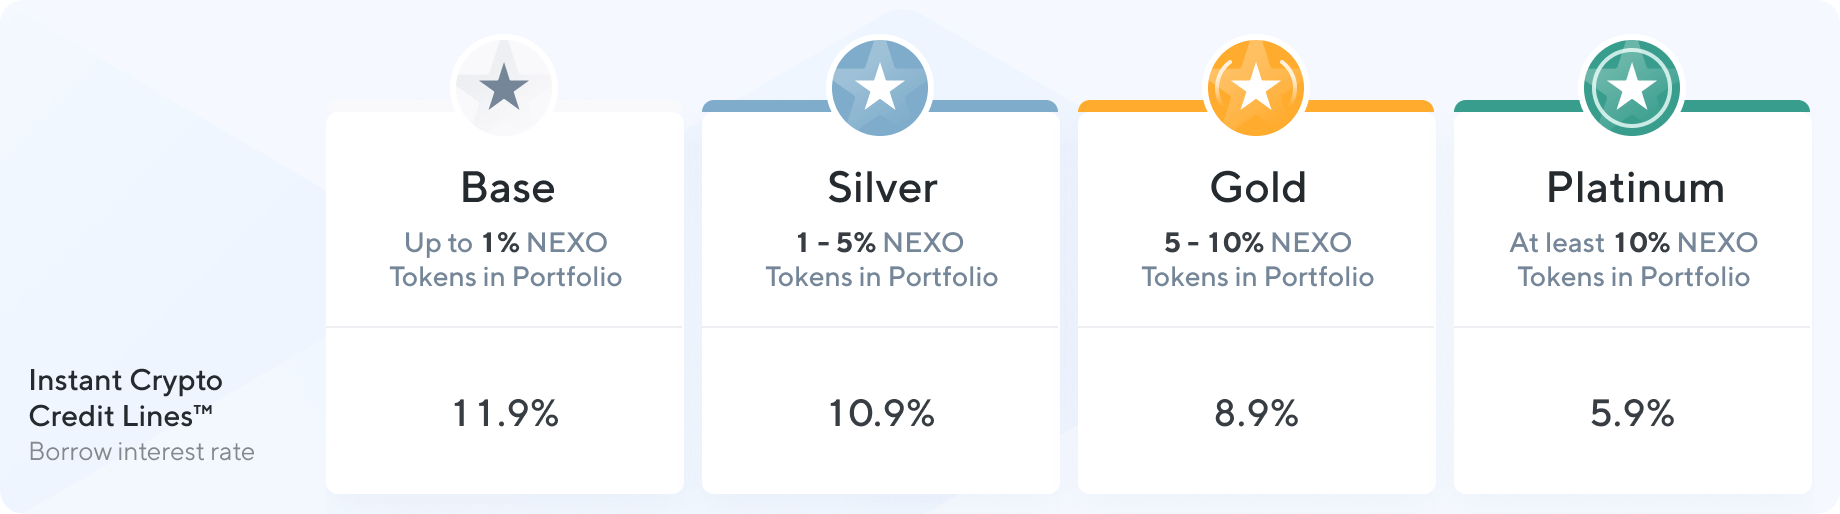 Base
Up to 1% NEXO
Tokens in Portfolio
Silver
1 - 5% NEXO
Tokens in Portfolio
Gold
5 - 10% NEXO
Tokens in Portfolio
Platinum
At least 10% NEXO
Tokens in Portfolio
Instant Crypto
Credit Lines™
Borrow interest rate
11.9%
10.9%
8.9%
5.9%